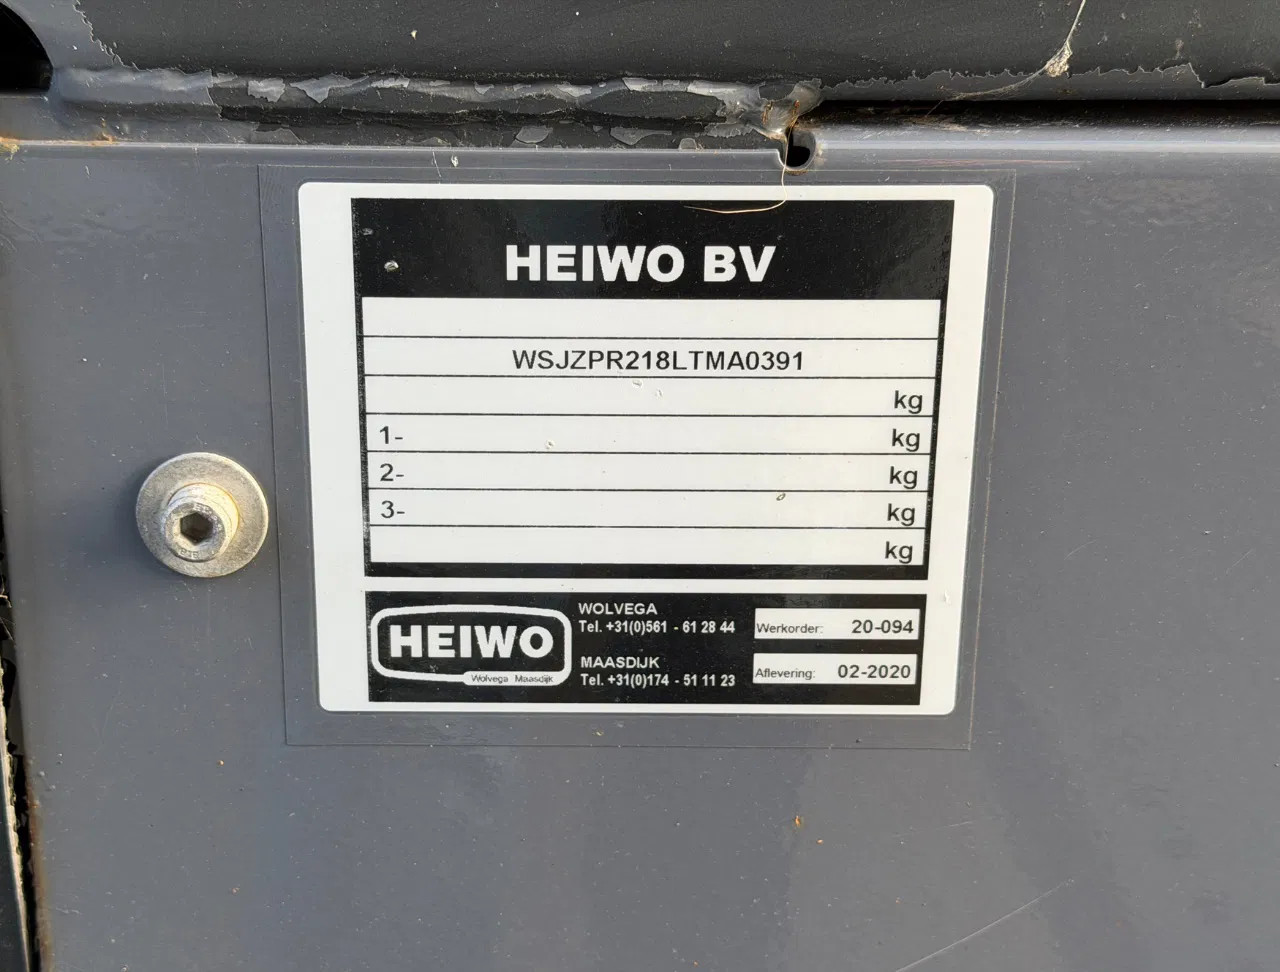 HEIWO BV
WSJZPR218LTMA0391
kg
1- kg
2- kg
3- kg
kg
HEIWO
Wolvega Maasdijk
WOLVEGA
Tel. +31(0)561 - 61 28 44
MAASDIJK
Tel. +31(0)174 - 51 11 23
Werkorder: 20-094
Aflevering: 02-2020